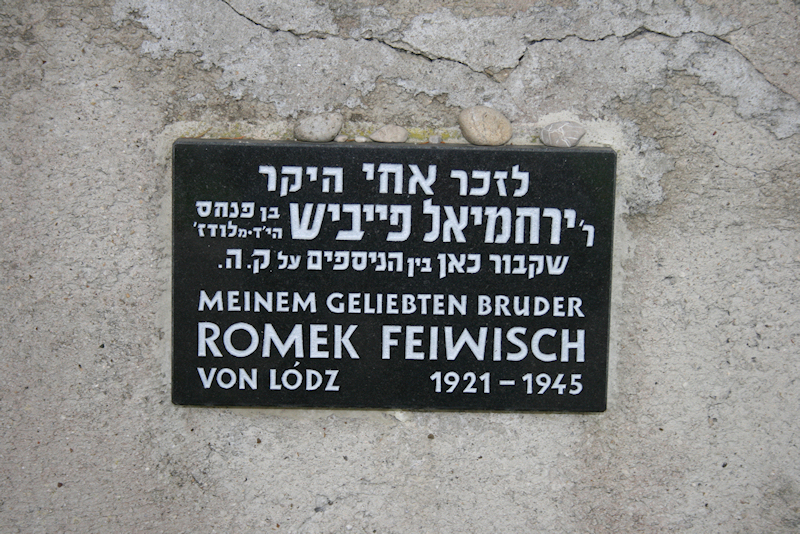 לזכר אחי היקר
ר׳ ירחמיאל פייביש בן פנחס הי״ד ־ מלודז׳
שקבור כאן בין הניספים על ק. ה.
MEINEM GELIEBTEN BRUDER
ROMEK FEIWISCH
VON LÓDZ 1921 – 1945